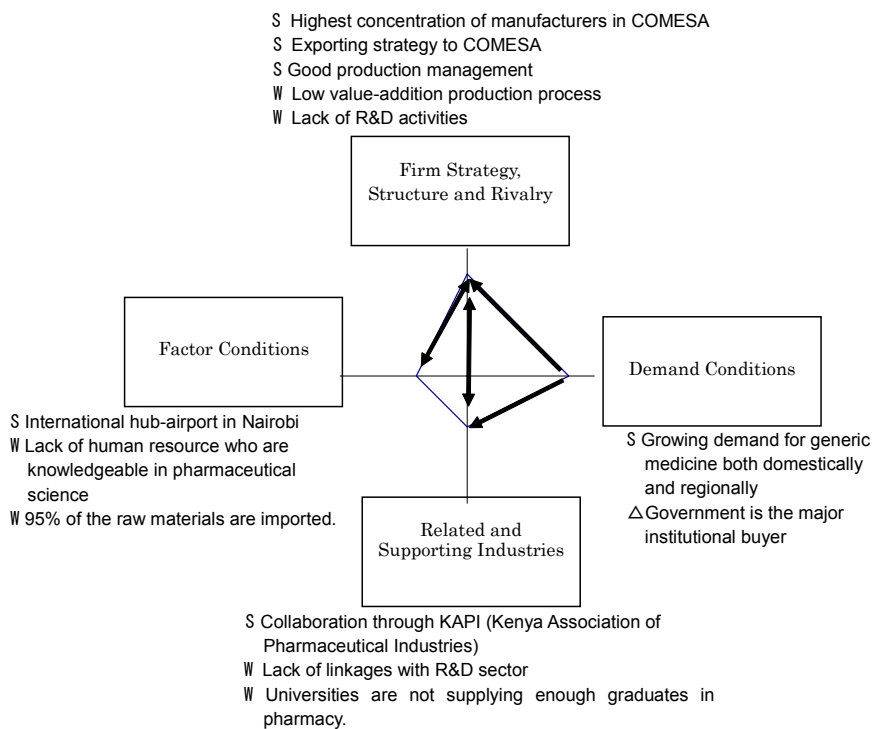 S Highest concentration of manufacturers in COMESA
S Exporting strategy to COMESA
S Good production management
W Low value-addition production process
W Lack of R&D activities
Firm Strategy,
Structure and Rivalry
Factor Conditions
Demand Conditions
S International hub-airport in Nairobi
W Lack of human resource who are
knowledgeable in pharmaceutical
science
W 95% of the raw materials are imported.
S Growing demand for generic
medicine both domestically
and regionally
△Government is the major
institutional buyer
Related and
Supporting Industries
S Collaboration through KAPI (Kenya Association of
Pharmaceutical Industries)
W Lack of linkages with R&D sector
W Universities are not supplying enough graduates in
pharmacy.